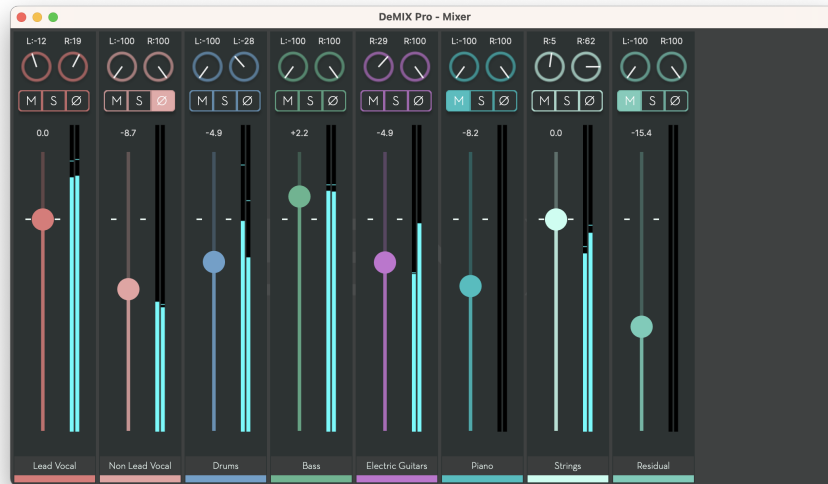 DeMIX Pro - Mixer
L:-12 R:19 L:-100 R:100 L:-100 L:-28 L:-100 R:100 R:29 R:100 L:-100 R:100 R:5 R:62 L:-100 R:100
M S Ø M S Ø M S Ø M S Ø M S Ø M S Ø M S Ø M S Ø
0.0 -8.7 -4.9 +2.2 -4.9 -8.2 0.0 -15.4
Lead Vocal Non Lead Vocal Drums Bass Electric Guitars Piano Strings Residual